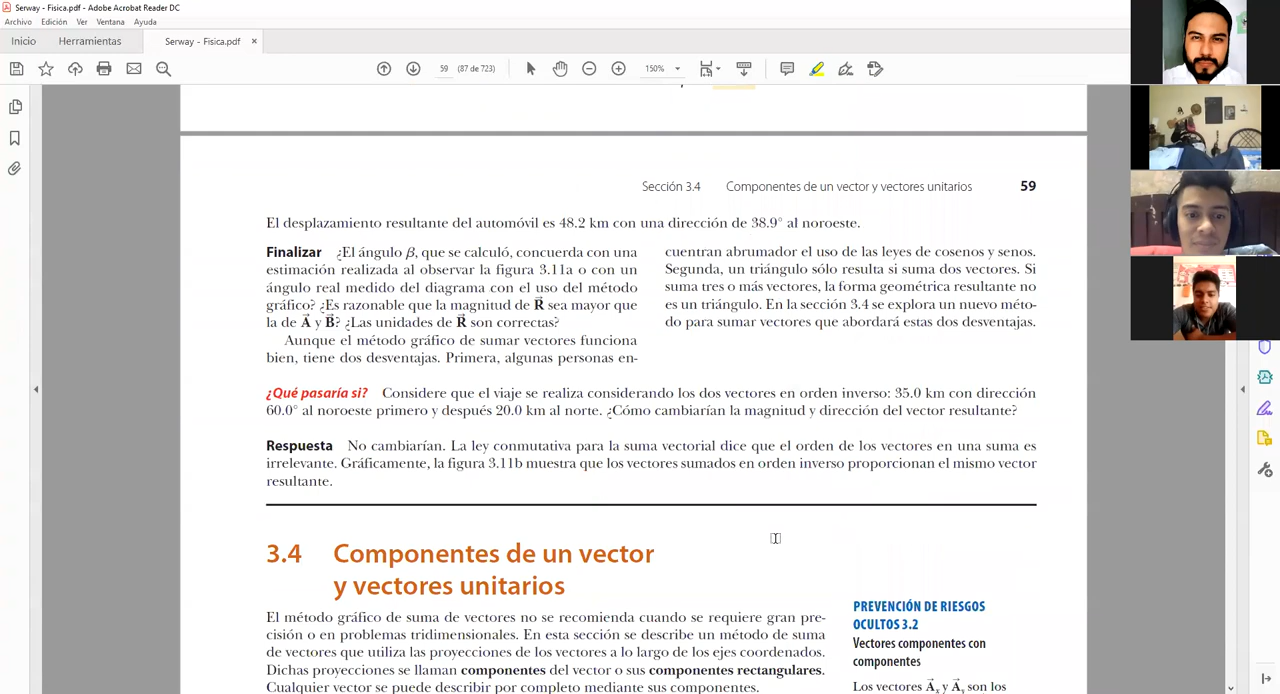 Serway - Fisica.pdf - Adobe Acrobat Reader DC
Archivo Edición Ver Ventana Ayuda
Inicio Herramientas Serway - Fisica.pdf ×
59 (87 de 723) 150%
Sección 3.4 Componentes de un vector y vectores unitarios 59
El desplazamiento resultante del automóvil es 48.2 km con una dirección de 38.9° al noroeste.
Finalizar ¿El ángulo β, que se calculó, concuerda con una
estimación realizada al observar la figura 3.11a o con un
ángulo real medido del diagrama con el uso del método
gráfico? ¿Es razonable que la magnitud de R⃗ sea mayor que
la de A⃗ y B⃗? ¿Las unidades de R⃗ son correctas?
Aunque el método gráfico de sumar vectores funciona
bien, tiene dos desventajas. Primera, algunas personas en-
cuentran abrumador el uso de las leyes de cosenos y senos.
Segunda, un triángulo sólo resulta si suma dos vectores. Si
suma tres o más vectores, la forma geométrica resultante no
es un triángulo. En la sección 3.4 se explora un nuevo méto-
do para sumar vectores que abordará estas dos desventajas.
¿Qué pasaría si? Considere que el viaje se realiza considerando los dos vectores en orden inverso: 35.0 km con dirección
60.0° al noroeste primero y después 20.0 km al norte. ¿Cómo cambiarían la magnitud y dirección del vector resultante?
Respuesta No cambiarían. La ley conmutativa para la suma vectorial dice que el orden de los vectores en una suma es
irrelevante. Gráficamente, la figura 3.11b muestra que los vectores sumados en orden inverso proporcionan el mismo vector
resultante.
3.4 Componentes de un vector
y vectores unitarios
El método gráfico de suma de vectores no se recomienda cuando se requiere gran pre-
cisión o en problemas tridimensionales. En esta sección se describe un método de suma
de vectores que utiliza las proyecciones de los vectores a lo largo de los ejes coordenados.
Dichas proyecciones se llaman componentes del vector o sus componentes rectangulares.
Cualquier vector se puede describir por completo mediante sus componentes.
PREVENCIÓN DE RIESGOS
OCULTOS 3.2
Vectores componentes con
componentes
Los vectores A⃗x y A⃗y son los